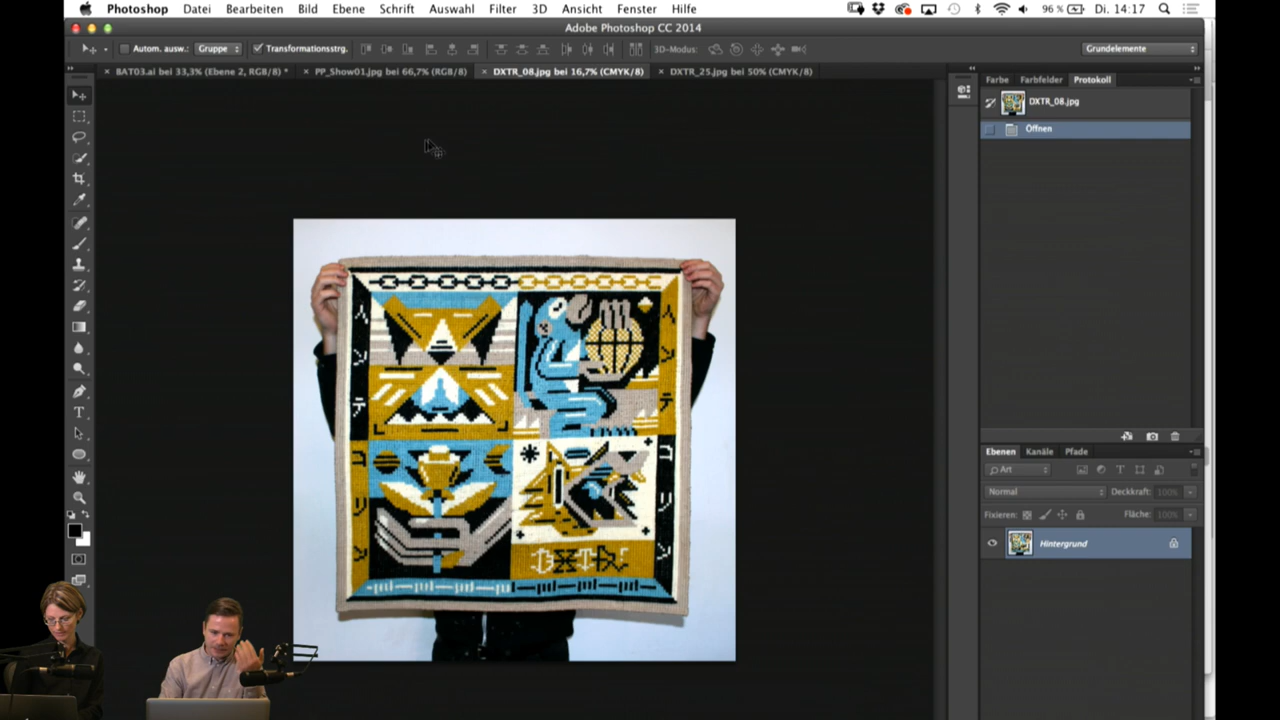 Photoshop Datei Bearbeiten Bild Ebene Schrift Auswahl Filter 3D Ansicht Fenster Hilfe 96 % Di. 14:17
Adobe Photoshop CC 2014
Autom. ausw.: Gruppe Transformationsstrg. 3D-Modus: Grundelemente
BAT03.ai bei 33,3% (Ebene 2, RGB/8) * PP_Show01.jpg bei 66,7% (RGB/8) DXTR_08.jpg bei 16,7% (CMYK/8) DXTR_25.jpg bei 50% (CMYK/8)
Farbe Farbfelder Protokoll
DXTR_08.jpg
Öffnen
DXTR
Ebenen Kanäle Pfade
Art
Normal Deckkraft: 100%
Fixieren: Fläche: 100%
Hintergrund